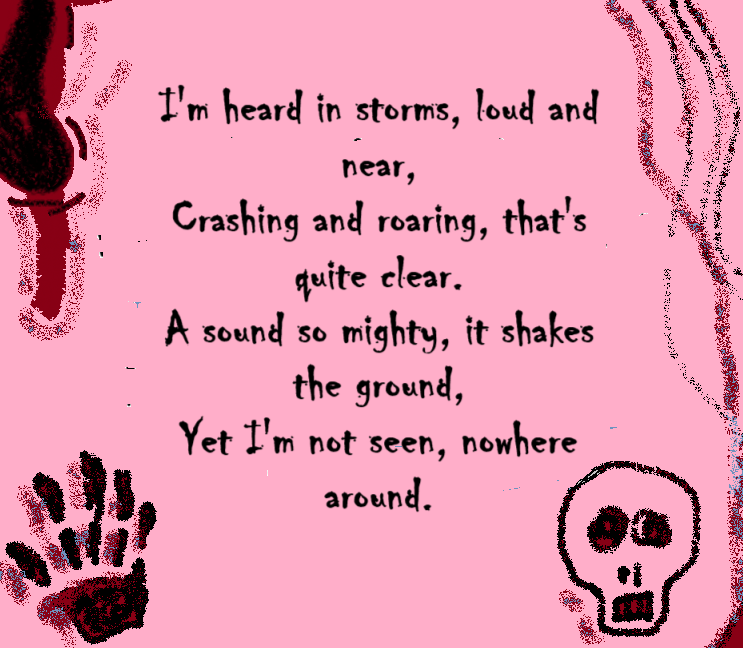 I'm heard in storms, loud and
near,
Crashing and roaring, that's
quite clear.
A sound so mighty, it shakes
the ground,
Yet I'm not seen, nowhere
around.